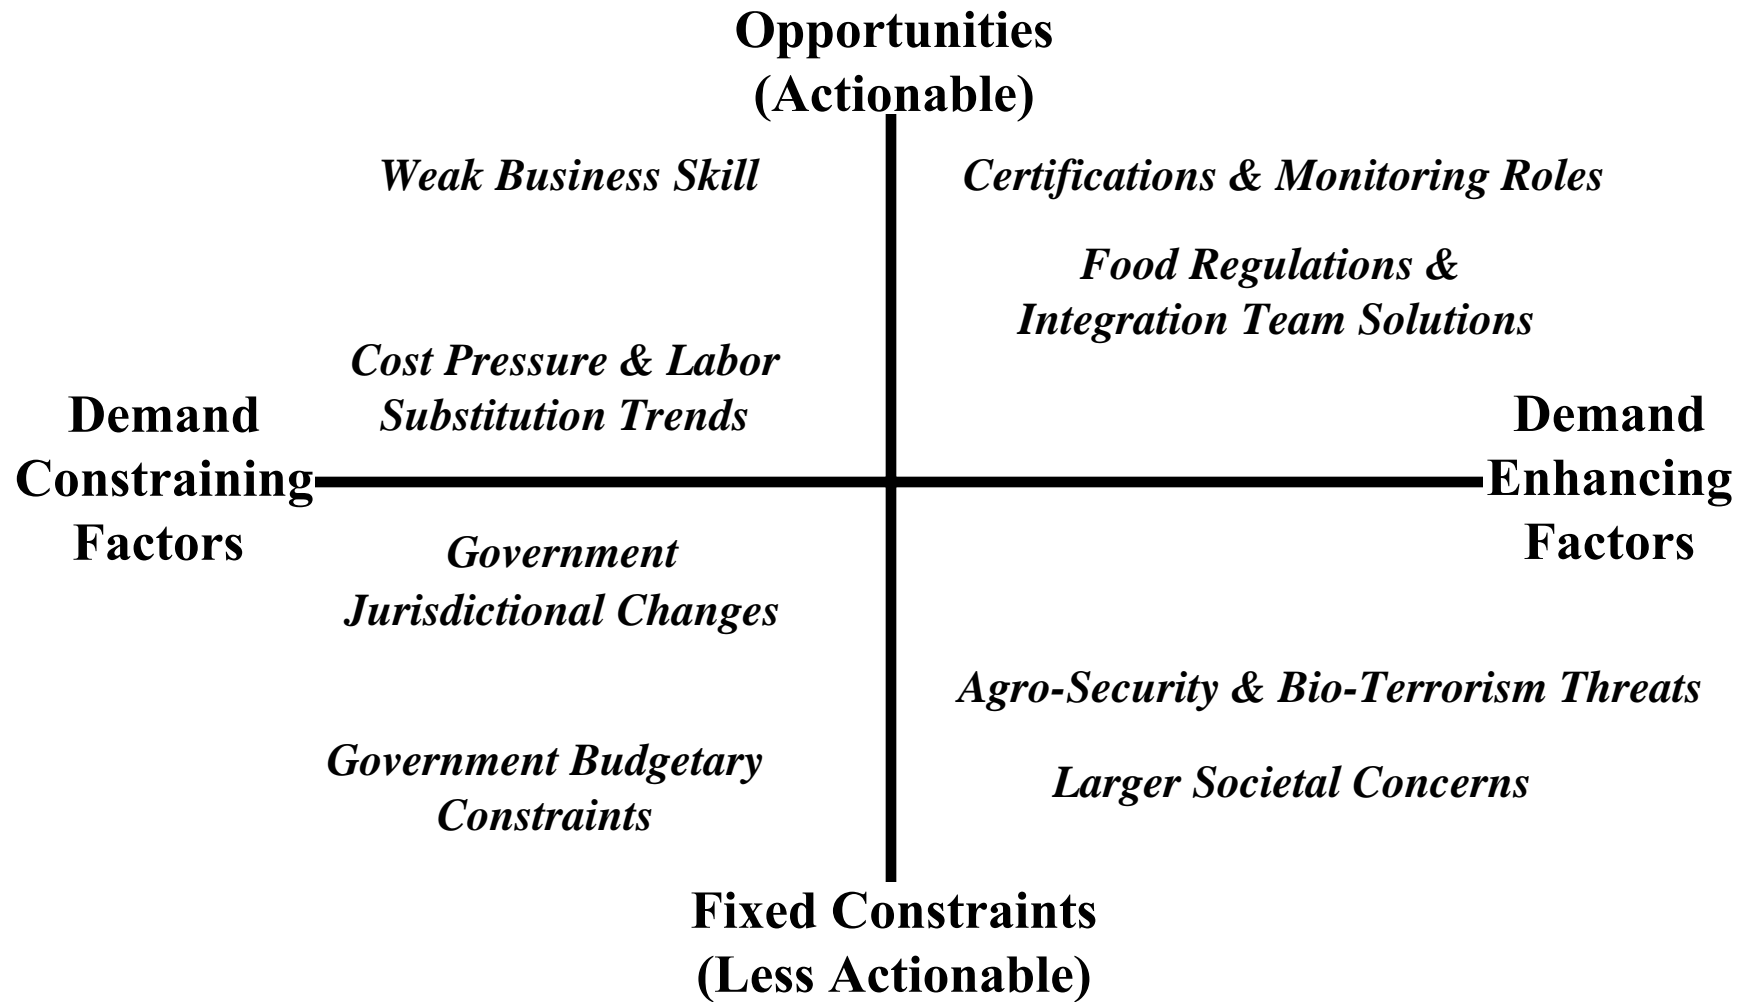 Opportunities
(Actionable)
Weak Business Skill
Certifications & Monitoring Roles
Food Regulations &
Integration Team Solutions
Cost Pressure & Labor
Substitution Trends
Demand
Constraining
Factors
Demand
Enhancing
Factors
Government
Jurisdictional Changes
Agro-Security & Bio-Terrorism Threats
Government Budgetary
Constraints
Larger Societal Concerns
Fixed Constraints
(Less Actionable)